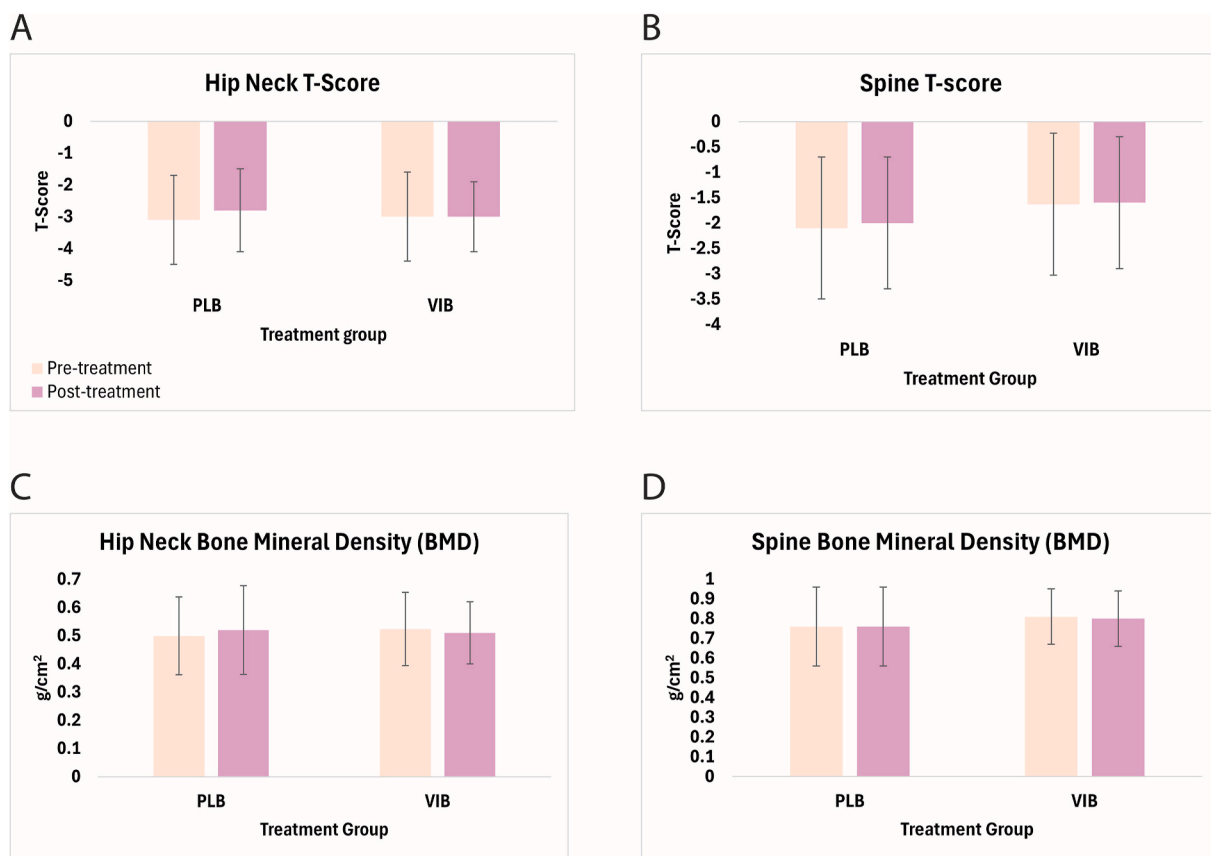 A
Hip Neck T-Score
0
-1
-2
-3
-4
-5
T-Score
PLB
VIB
Treatment group
Pre-treatment
Post-treatment
B
Spine T-score
0
-0.5
-1
-1.5
-2
-2.5
-3
-3.5
-4
T-Score
PLB
VIB
Treatment Group
C
Hip Neck Bone Mineral Density (BMD)
0.7
0.6
0.5
0.4
0.3
0.2
0.1
0
g/cm²
PLB
VIB
Treatment Group
D
Spine Bone Mineral Density (BMD)
1
0.9
0.8
0.7
0.6
0.5
0.4
0.3
0.2
0.1
0
g/cm²
PLB
VIB
Treatment Group